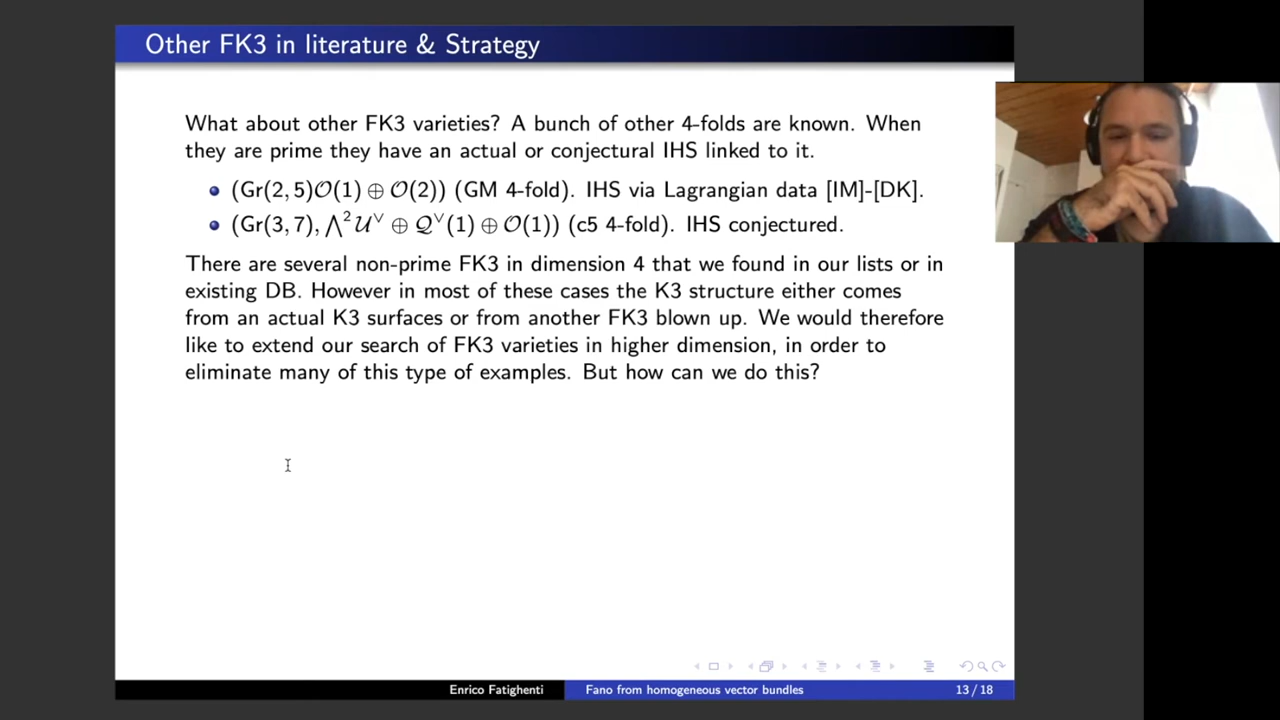 Other FK3 in literature & Strategy
What about other FK3 varieties? A bunch of other 4-folds are known. When
they are prime they have an actual or conjectural IHS linked to it.
(Gr(2, 5)𝒪(1) ⊕ 𝒪(2)) (GM 4-fold). IHS via Lagrangian data [IM]-[DK].
(Gr(3, 7), ⋀² 𝒰^∨ ⊕ 𝒬^∨(1) ⊕ 𝒪(1)) (c5 4-fold). IHS conjectured.
There are several non-prime FK3 in dimension 4 that we found in our lists or in
existing DB. However in most of these cases the K3 structure either comes
from an actual K3 surfaces or from another FK3 blown up. We would therefore
like to extend our search of FK3 varieties in higher dimension, in order to
eliminate many of this type of examples. But how can we do this?
Enrico Fatighenti Fano from homogeneous vector bundles 13 / 18